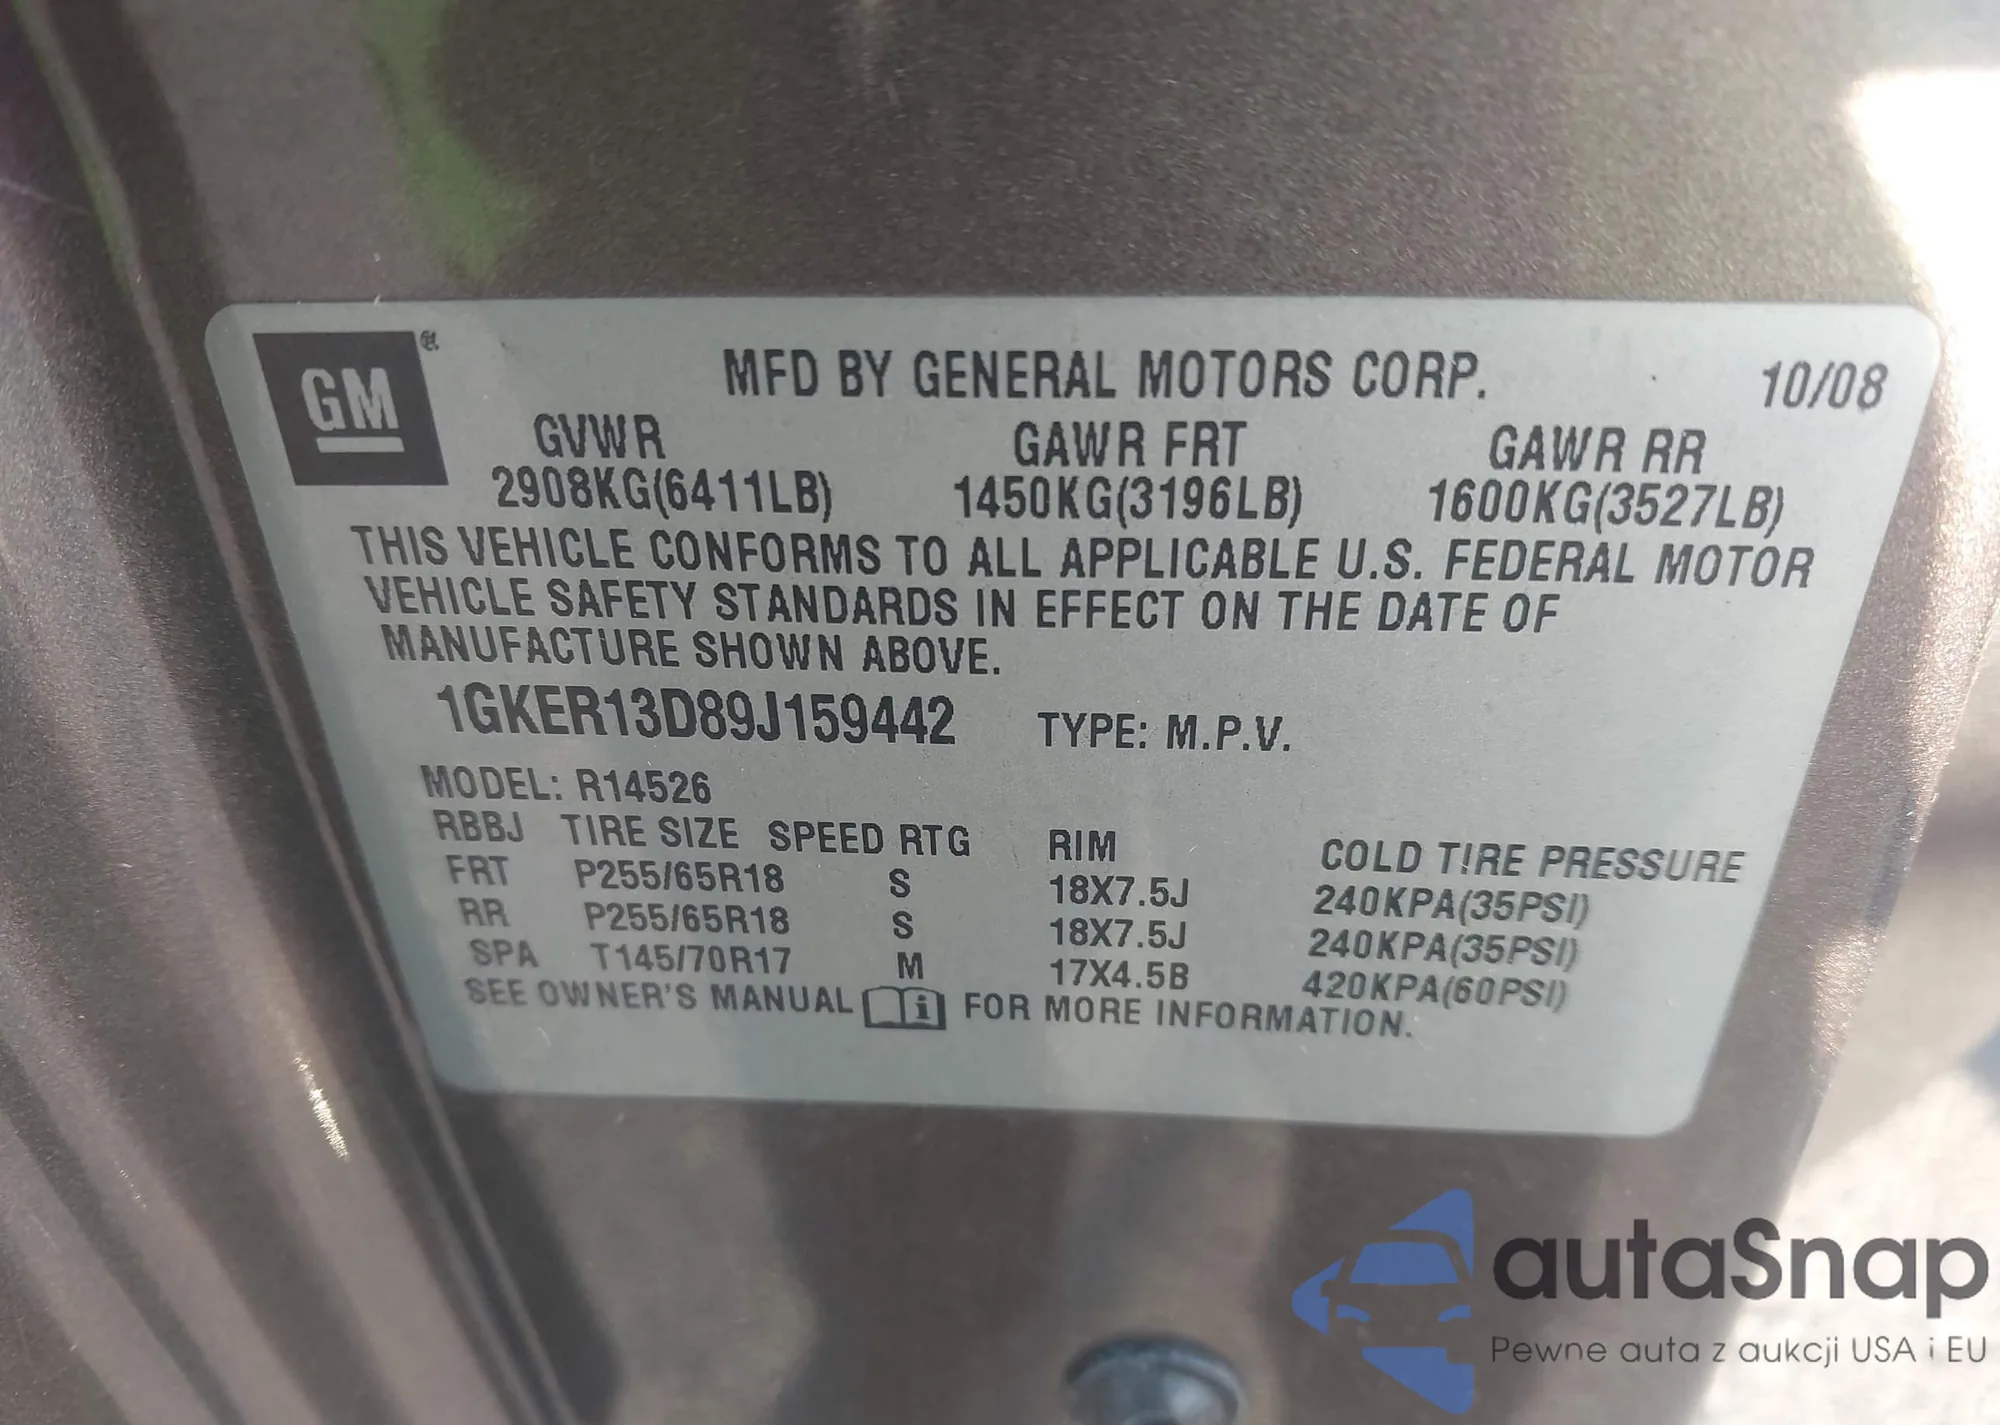 GM
MFD BY GENERAL MOTORS CORP. 10/08
GVWR GAWR FRT GAWR RR
2908KG(6411LB) 1450KG(3196LB) 1600KG(3527LB)
THIS VEHICLE CONFORMS TO ALL APPLICABLE U.S. FEDERAL MOTOR
VEHICLE SAFETY STANDARDS IN EFFECT ON THE DATE OF
MANUFACTURE SHOWN ABOVE.
1GKER13D89J159442 TYPE: M.P.V.
MODEL: R14526
RBBJ TIRE SIZE SPEED RTG RIM COLD TIRE PRESSURE
FRT P255/65R18 S 18X7.5J 240KPA(35PSI)
RR P255/65R18 S 18X7.5J 240KPA(35PSI)
SPA T145/70R17 M 17X4.5B 420KPA(60PSI)
SEE OWNER'S MANUAL i FOR MORE INFORMATION.
autaSnap
Pewne auta z aukcji USA i EU